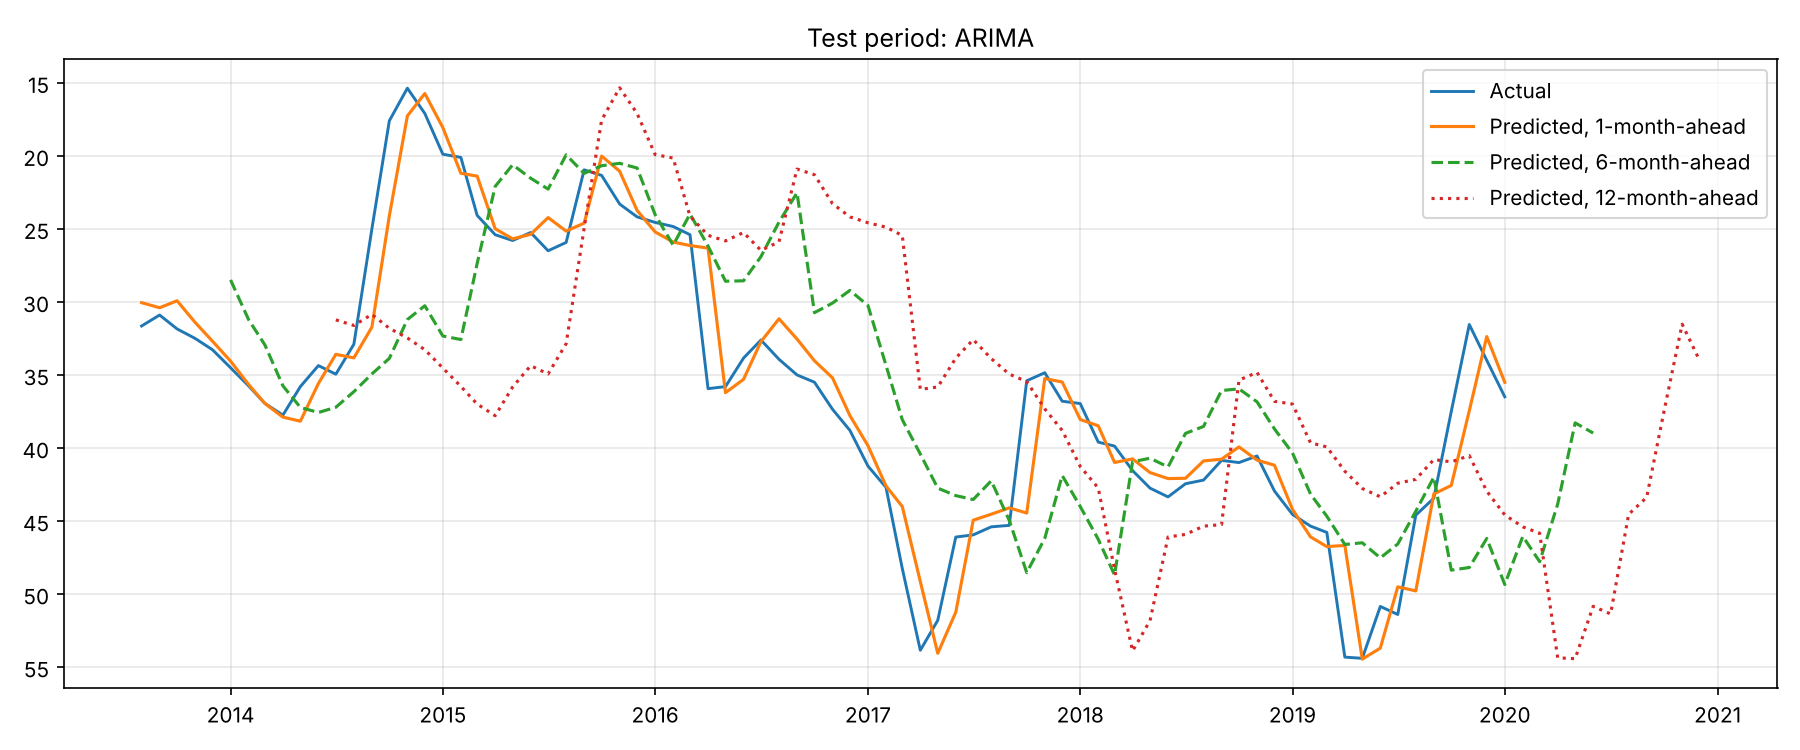 Test period: ARIMA
15
20
25
30
35
40
45
50
55
Actual
Predicted, 1-month-ahead
Predicted, 6-month-ahead
Predicted, 12-month-ahead
2014 2015 2016 2017 2018 2019 2020 2021